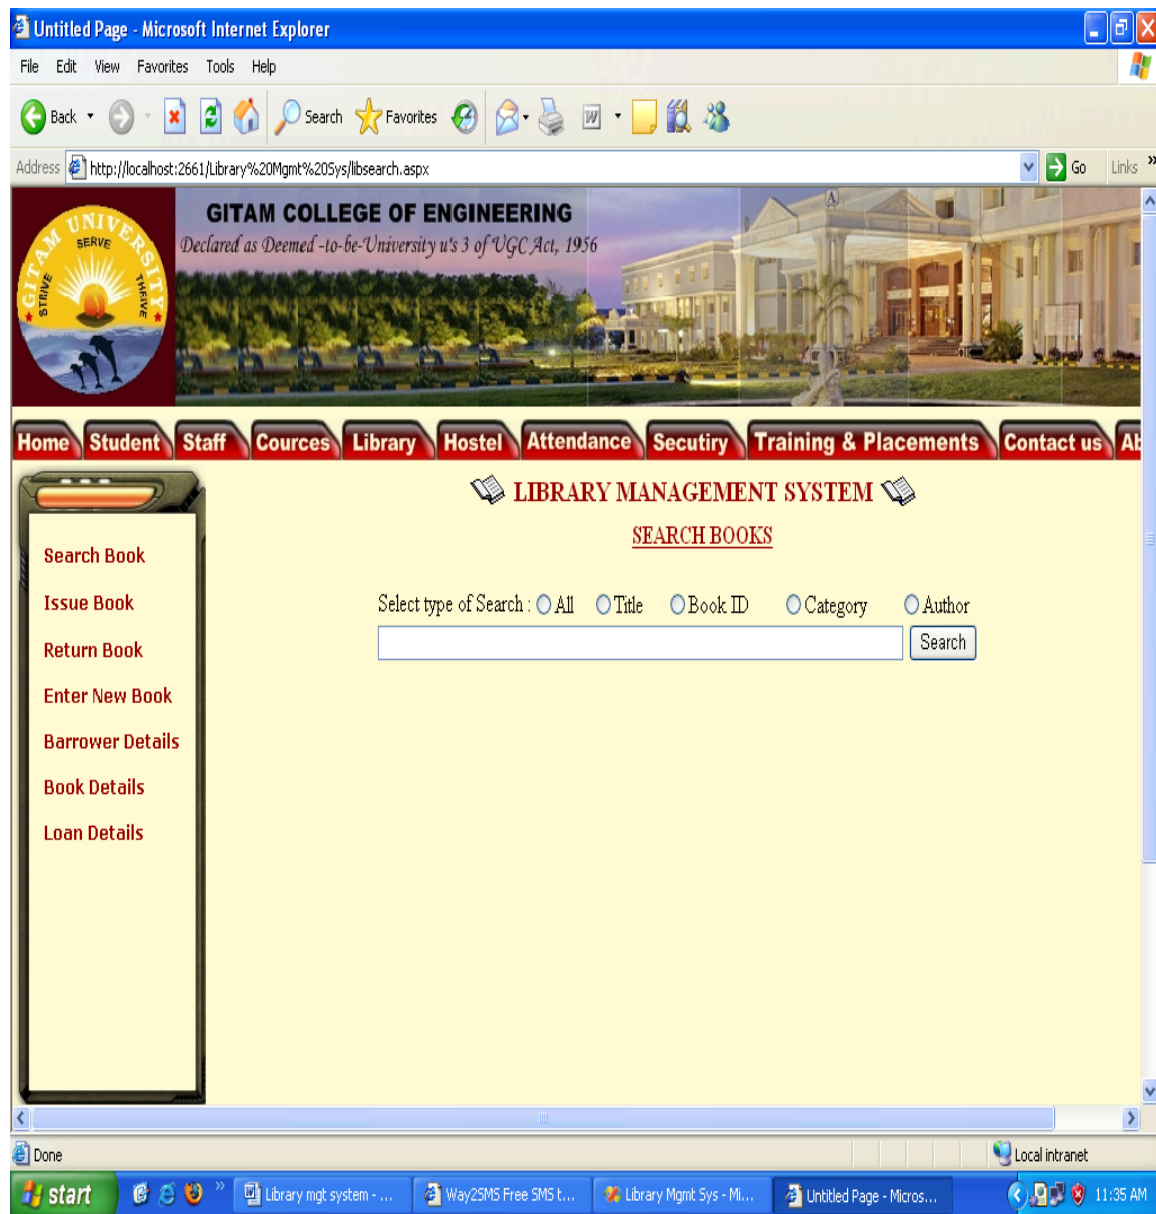 Untitled Page - Microsoft Internet Explorer
File Edit View Favorites Tools Help
Back Search Favorites
Address http://localhost:2661/Library%20Mgmt%20Sys/libsearch.aspx Go Links »
GITAM UNIVERSITY
SERVE
STRIVE
THRIVE
GITAM COLLEGE OF ENGINEERING
Declared as Deemed -to-be-University u's 3 of UGC Act, 1956
Home Student Staff Cources Library Hostel Attendance Secutiry Training & Placements Contact us Ab
LIBRARY MANAGEMENT SYSTEM
SEARCH BOOKS
Search Book
Issue Book
Return Book
Enter New Book
Barrower Details
Book Details
Loan Details
Select type of Search : All Title Book ID Category Author
Search
Done Local intranet
start » Library mgt system - ... Way2SMS Free SMS t... Library Mgmt Sys - Mi... Untitled Page - Micros... 11:35 AM